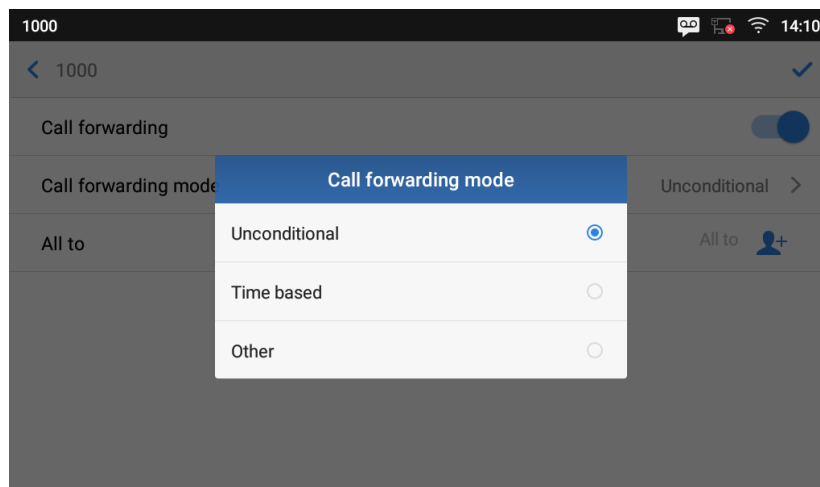 1000 14:10
1000
Call forwarding
Call forwarding mode Unconditional
All to All to
Call forwarding mode
Unconditional
Time based
Other